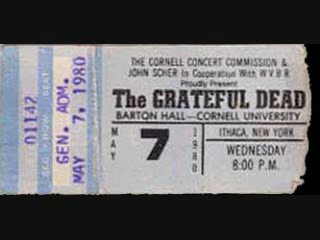 01142
GEN. ADM.
MAY 7, 1980
THE CORNELL CONCERT COMMISSION &
JOHN SCHER In Cooperation With W.V.B.R.
Proudly Present
The GRATEFUL DEAD
BARTON HALL—CORNELL UNIVERSITY
MAY
7
1980
ITHACA, NEW YORK
WEDNESDAY
8:00 P.M.